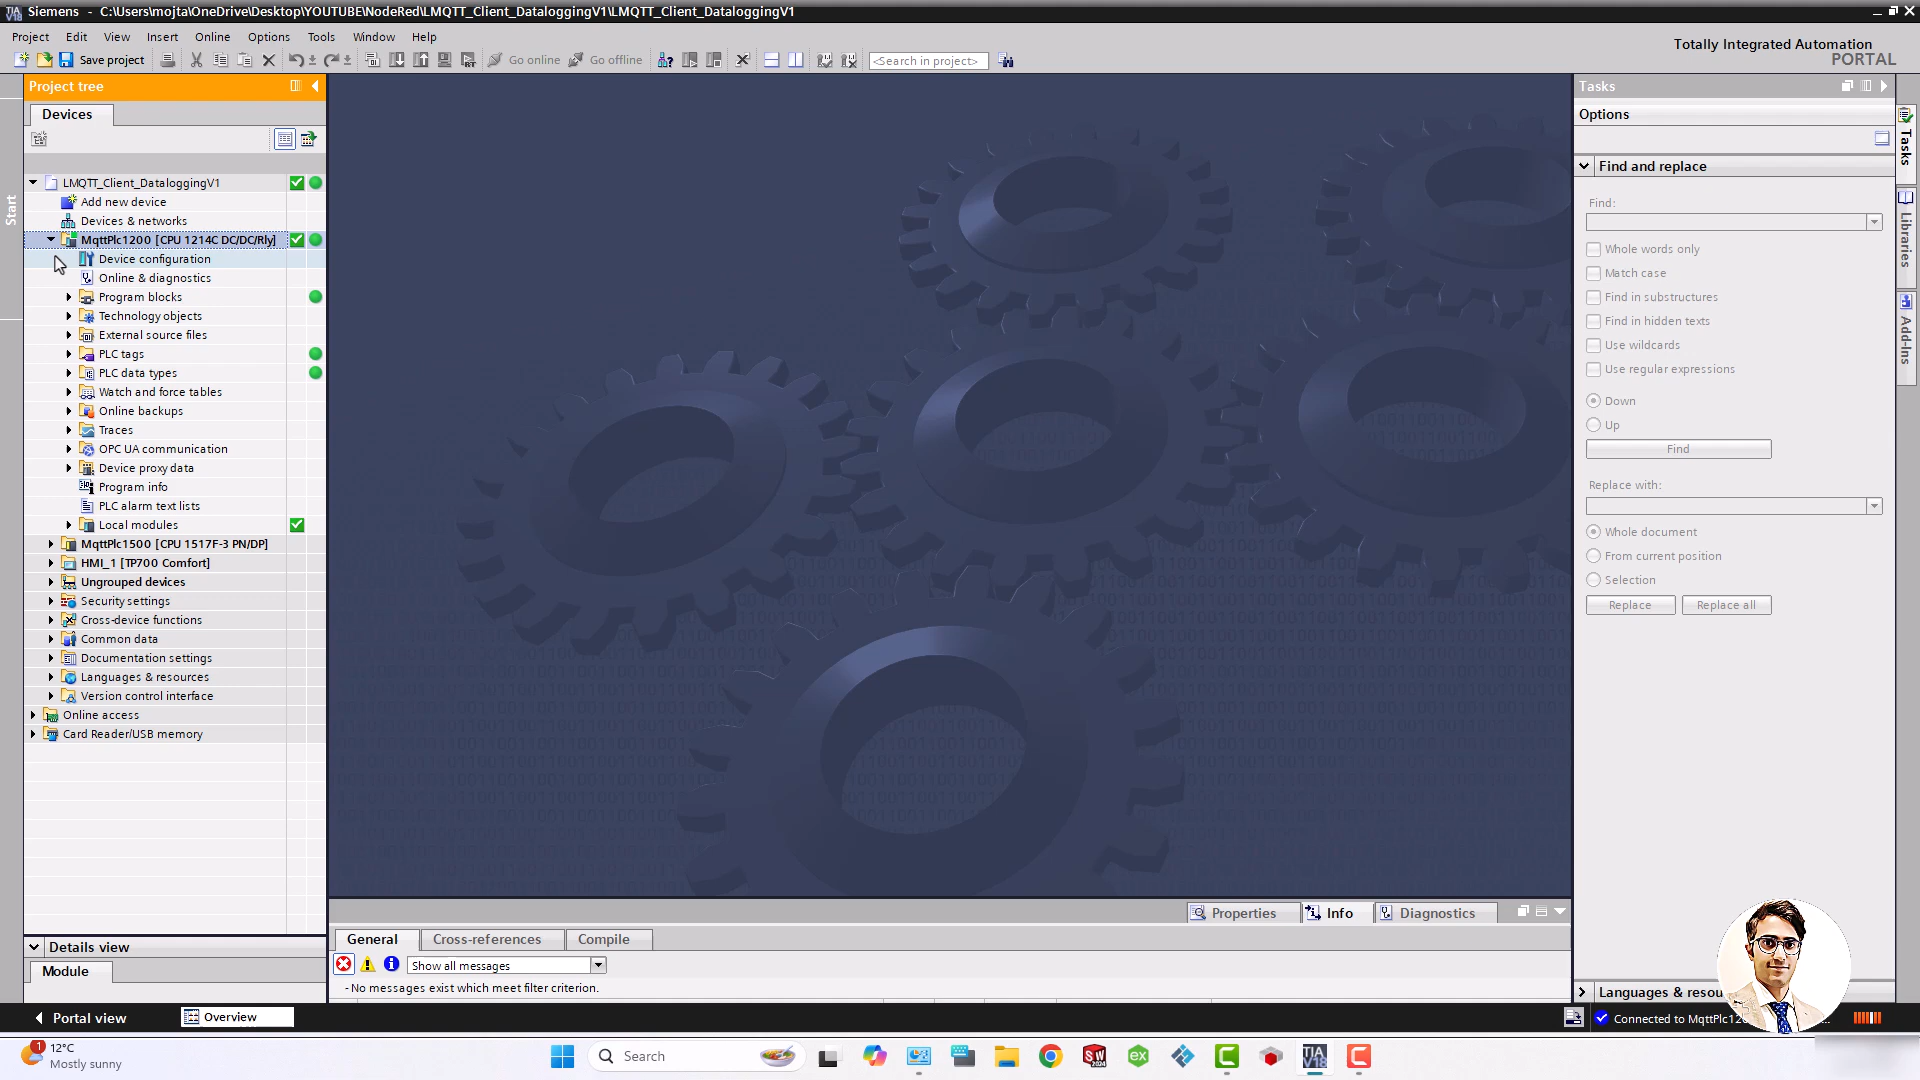 Siemens - C:\Users\mojta\OneDrive\Desktop\YOUTUBE\NodeRed\LMQTT_Client_DataloggingV1\LMQTT_Client_DataloggingV1
Project Edit View Insert Online Options Tools Window Help
Totally Integrated Automation
PORTAL
Save project
Go online
Go offline
<Search in project>
Project tree
Devices
Start
LMQTT_Client_DataloggingV1
Add new device
Devices & networks
MqttPlc1200 [CPU 1214C DC/DC/Rly]
Device configuration
Online & diagnostics
Program blocks
Technology objects
External source files
PLC tags
PLC data types
Watch and force tables
Online backups
Traces
OPC UA communication
Device proxy data
Program info
PLC alarm text lists
Local modules
MqttPlc1500 [CPU 1517F-3 PN/DP]
HMI_1 [TP700 Comfort]
Ungrouped devices
Security settings
Cross-device functions
Common data
Documentation settings
Languages & resources
Version control interface
Online access
Card Reader/USB memory
Details view
Module
Properties
Info
Diagnostics
General
Cross-references
Compile
Show all messages
- No messages exist which meet filter criterion.
Tasks
Options
Find and replace
Find:
Whole words only
Match case
Find in substructures
Find in hidden texts
Use wildcards
Use regular expressions
Down
Up
Find
Replace with:
Whole document
From current position
Selection
Replace
Replace all
Languages & resou
Tasks
Libraries
Add-Ins
Portal view
Overview
Connected to MqttPlc12
1
12°C
Mostly sunny
Search
TIA
V18